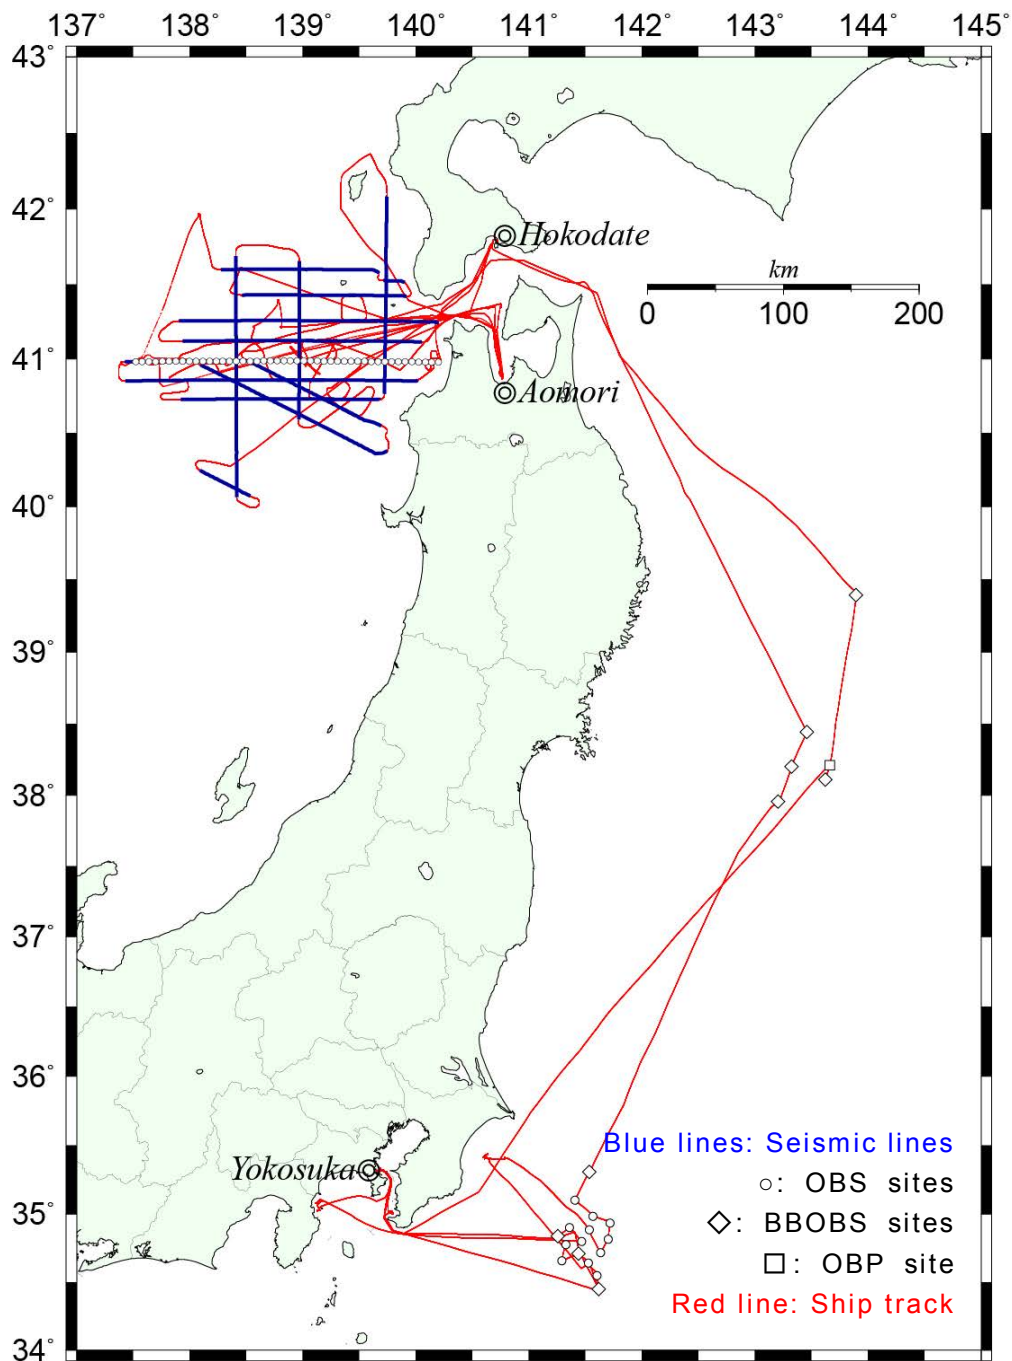 137° 138° 139° 140° 141° 142° 143° 144° 145°
43°
42°
Hokodate
km
0 100 200
41°
Aomori
40°
39°
38°
37°
36°
Blue lines: Seismic lines
Yokosuka
○: OBS sites
35°
◇: BBOBS sites
□: OBP site
Red line: Ship track
34°